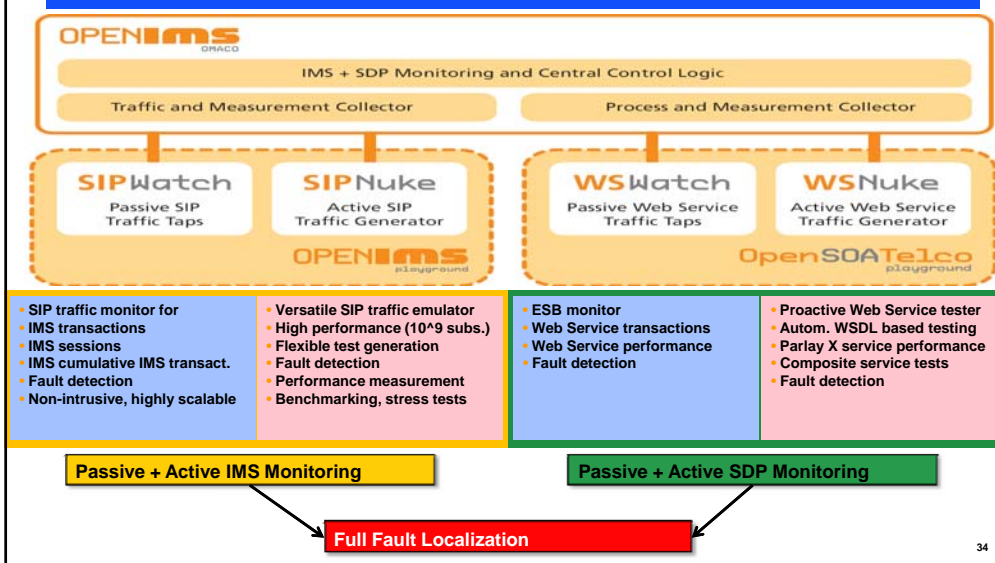 OPENIMS
OMACO
IMS + SDP Monitoring and Central Control Logic
Traffic and Measurement Collector
Process and Measurement Collector
SIPWatch
Passive SIP
Traffic Taps
SIPNuke
Active SIP
Traffic Generator
OPENIMS
playground
WSWatch
Passive Web Service
Traffic Taps
WSNuke
Active Web Service
Traffic Generator
OpenSOATelco
playground
• SIP traffic monitor for
• IMS transactions
• IMS sessions
• IMS cumulative IMS transact.
• Fault detection
• Non-intrusive, highly scalable
• Versatile SIP traffic emulator
• High performance (10^9 subs.)
• Flexible test generation
• Fault detection
• Performance measurement
• Benchmarking, stress tests
• ESB monitor
• Web Service transactions
• Web Service performance
• Fault detection
• Proactive Web Service tester
• Autom. WSDL based testing
• Parlay X service performance
• Composite service tests
• Fault detection
Passive + Active IMS Monitoring
Passive + Active SDP Monitoring
Full Fault Localization
34